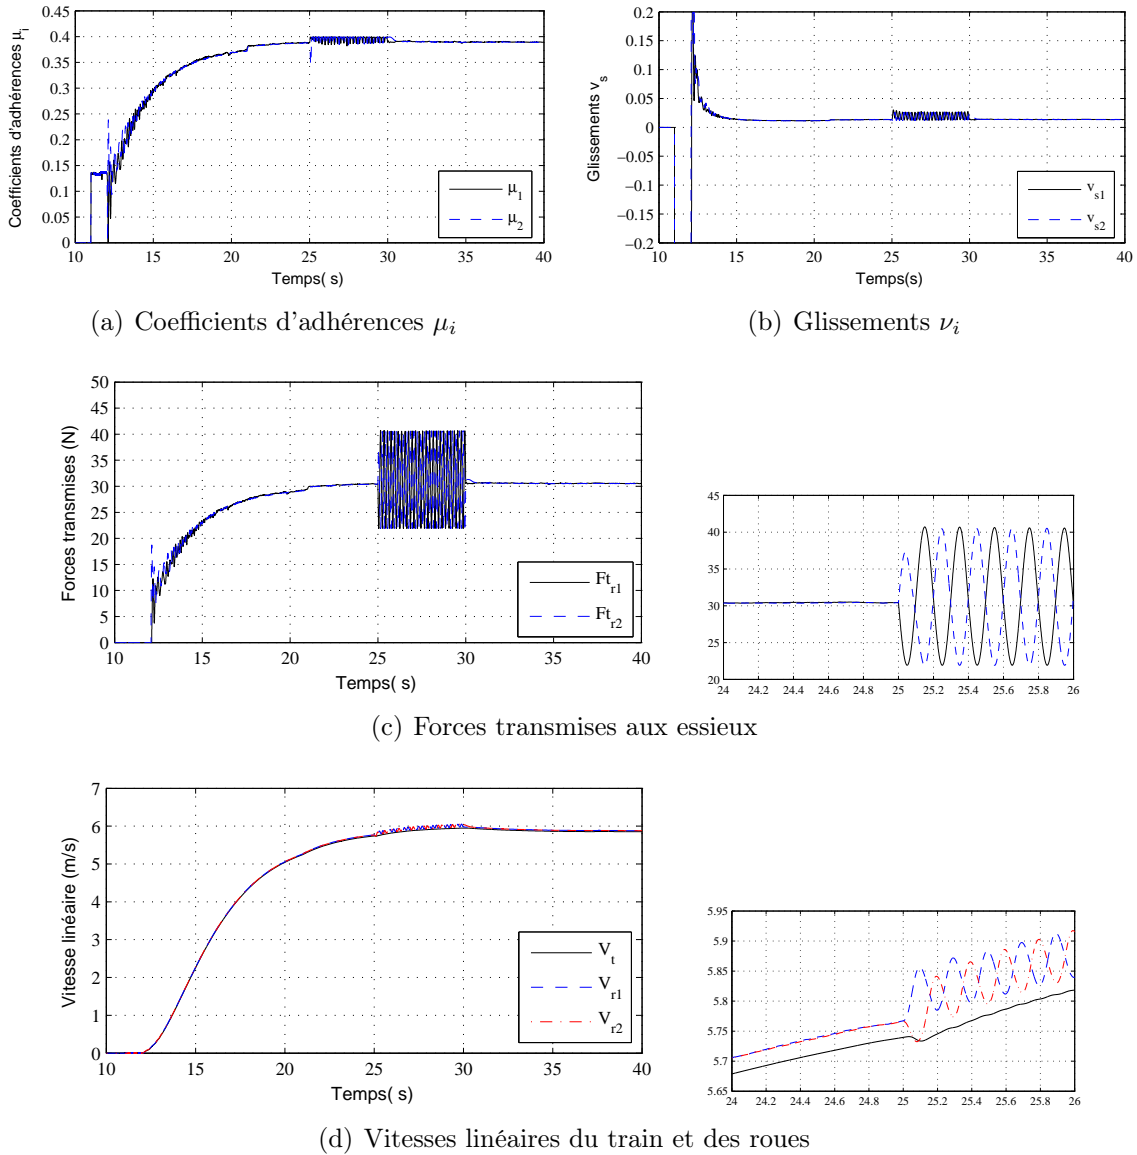 0.45
0.4
0.35
0.3
0.25
0.2
0.15
0.1
0.05
0
10 15 20 25 30 35 40
Coefficients d'adhérences μi
Temps( s)
μ1
μ2
(a) Coefficients d'adhérences μi
0.2
0.15
0.1
0.05
0
−0.05
−0.1
−0.15
−0.2
10 15 20 25 30 35 40
Glissements vs
Temps(s)
vs1
vs2
(b) Glissements νi
50
45
40
35
30
25
20
15
10
5
0
10 15 20 25 30 35 40
Forces transmises (N)
Temps( s)
Ftr1
Ftr2
45
40
35
30
25
20
24 24.2 24.4 24.6 24.8 25 25.2 25.4 25.6 25.8 26
(c) Forces transmises aux essieux
7
6
5
4
3
2
1
0
10 15 20 25 30 35 40
Vitesse linéaire (m/s)
Temps( s)
Vt
Vr1
Vr2
5.95
5.9
5.85
5.8
5.75
5.7
5.65
24 24.2 24.4 24.6 24.8 25 25.2 25.4 25.6 25.8 26
(d) Vitesses linéaires du train et des roues